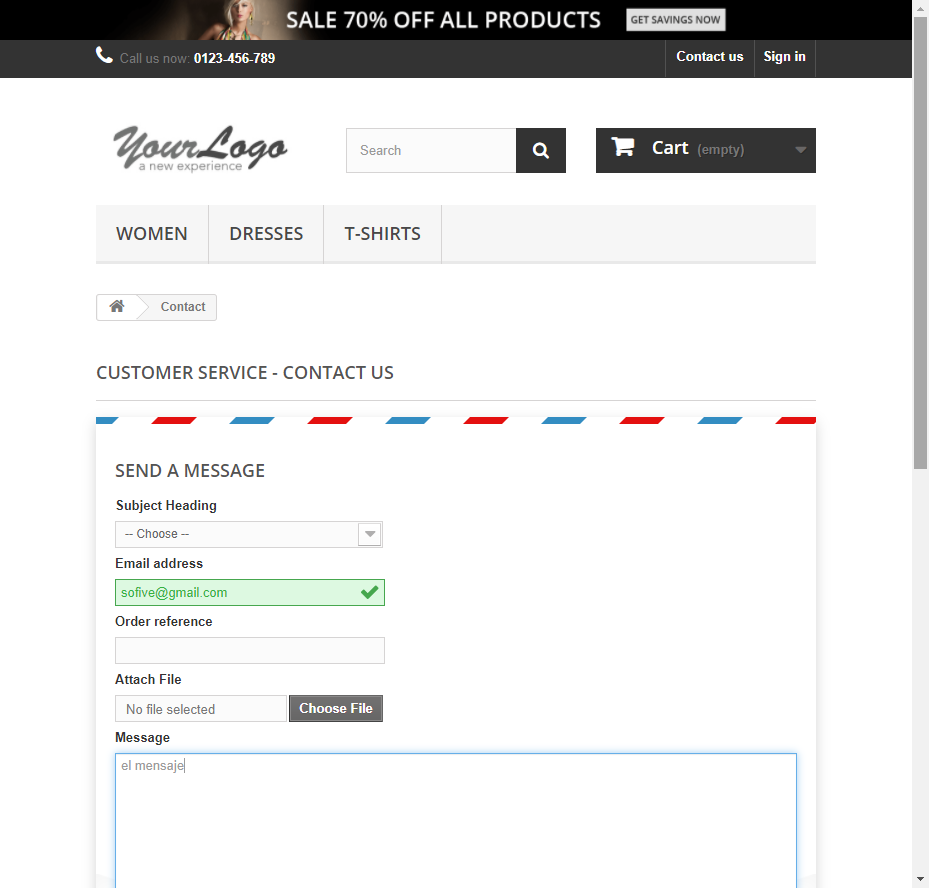 SALE 70% OFF ALL PRODUCTS GET SAVINGS NOW
Call us now: 0123-456-789 Contact us Sign in
YourLogo
a new experience
Search
Cart (empty)
WOMEN DRESSES T-SHIRTS
Contact
CUSTOMER SERVICE - CONTACT US
SEND A MESSAGE
Subject Heading
-- Choose --
Email address
sofive@gmail.com
Order reference
Attach File
No file selected Choose File
Message
el mensaje